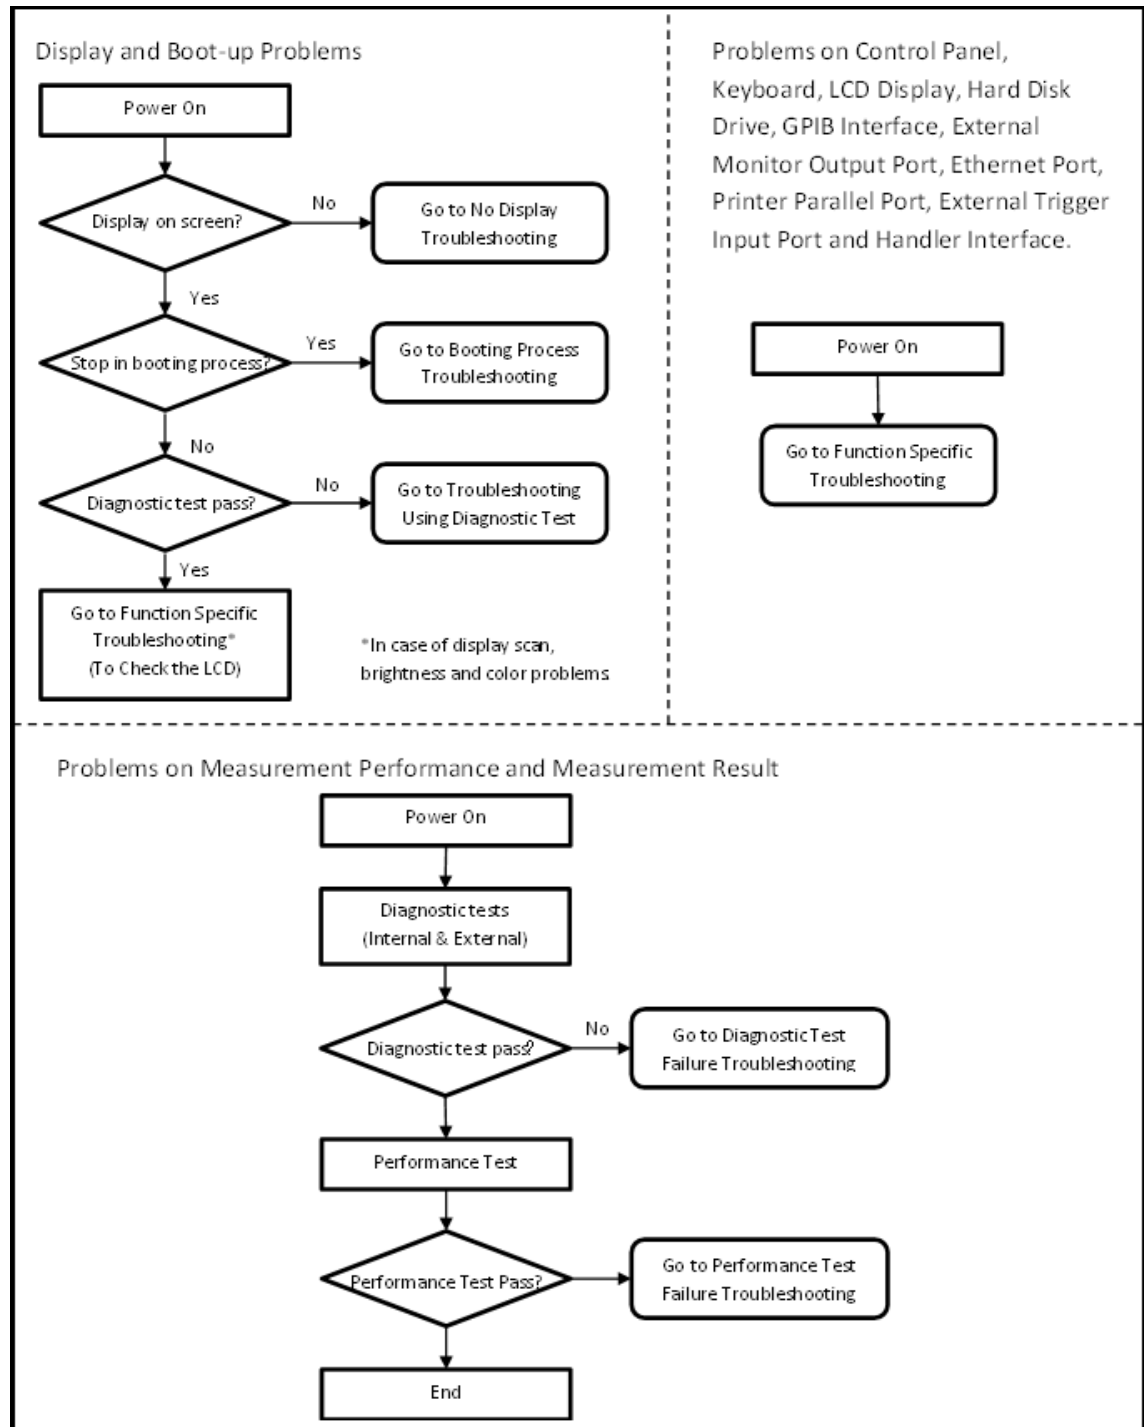 Display and Boot-up Problems
Power On
Display on screen?
No
Go to No Display
Troubleshooting
Yes
Stop in booting process?
Yes
Go to Booting Process
Troubleshooting
No
Diagnostic test pass?
No
Go to Troubleshooting
Using Diagnostic Test
Yes
Go to Function Specific
Troubleshooting*
(To Check the LCD)
*In case of display scan,
brightness and color problems
Problems on Control Panel,
Keyboard, LCD Display, Hard Disk
Drive, GPIB Interface, External
Monitor Output Port, Ethernet Port,
Printer Parallel Port, External Trigger
Input Port and Handler Interface.
Power On
Go to Function Specific
Troubleshooting
Problems on Measurement Performance and Measurement Result
Power On
Diagnostic tests
(Internal & External)
Diagnostic test pass?
No
Go to Diagnostic Test
Failure Troubleshooting
Performance Test
Performance Test Pass?
Go to Performance Test
Failure Troubleshooting
End